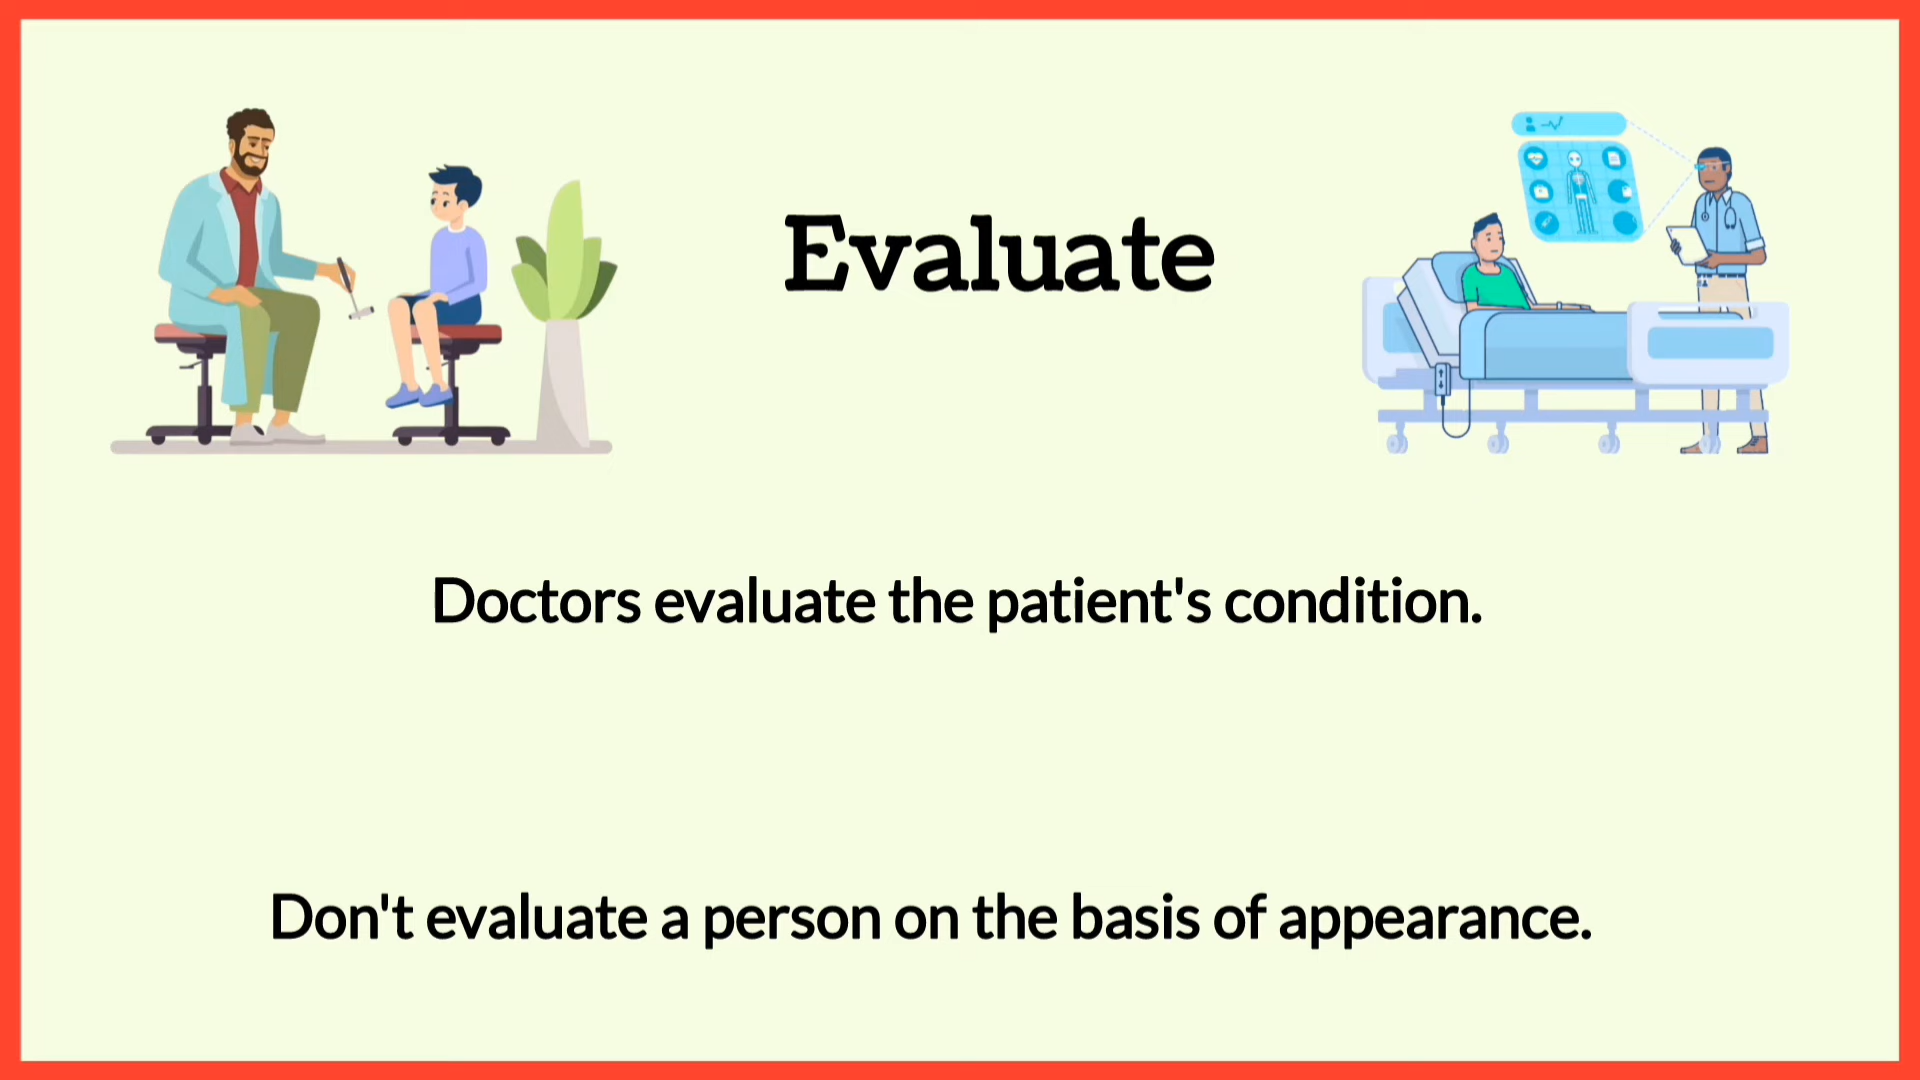 Evaluate
Doctors evaluate the patient's condition.
Don't evaluate a person on the basis of appearance.